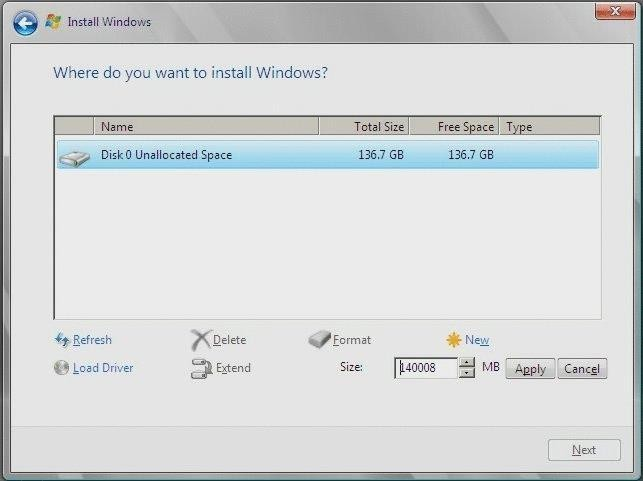 Install Windows
Where do you want to install Windows?
Name Total Size Free Space Type
Disk 0 Unallocated Space 136.7 GB 136.7 GB
Refresh Delete Format New
Load Driver Extend Size: 140008 MB Apply Cancel
Next